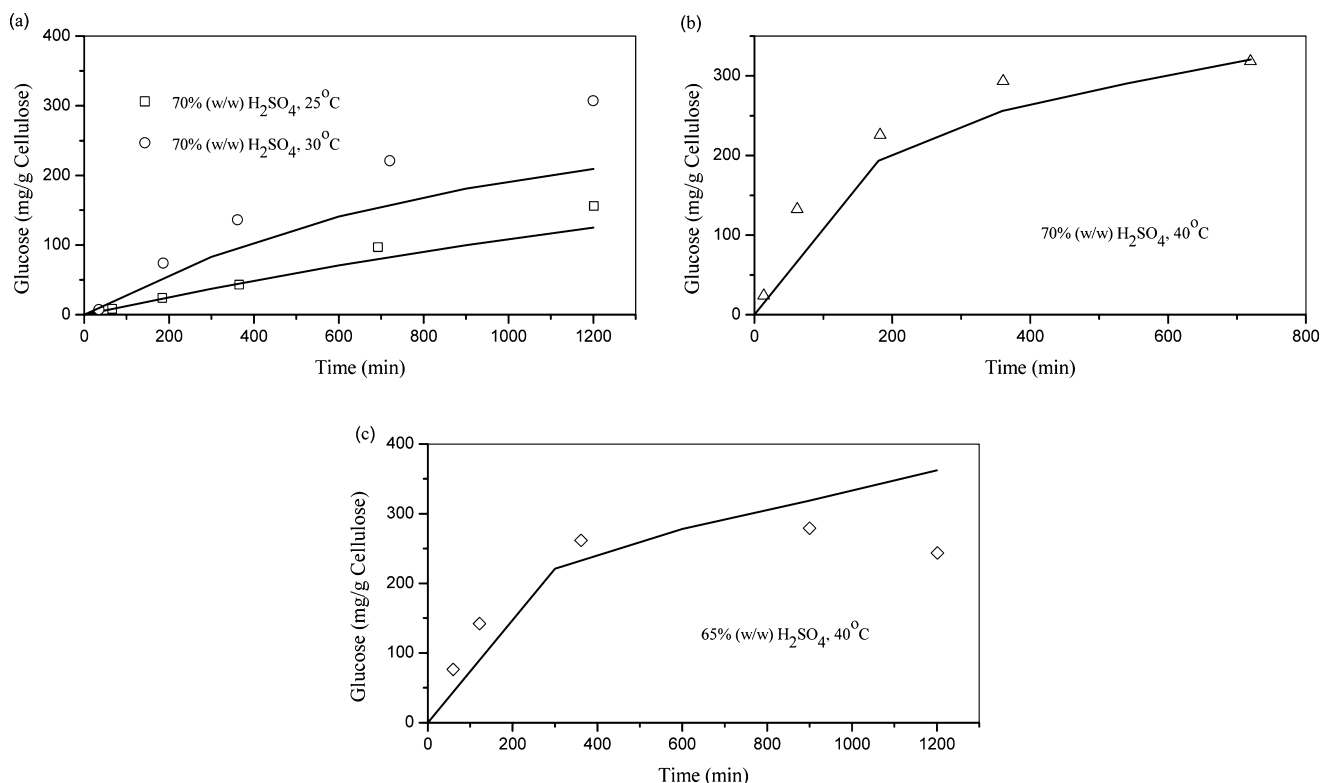 (a)
400
300
200
100
0
Glucose (mg/g Cellulose)
70% (w/w) H2SO4, 25°C
70% (w/w) H2SO4, 30°C
0 200 400 600 800 1000 1200
Time (min)
(b)
300
200
100
0
Glucose (mg/g Cellulose)
70% (w/w) H2SO4, 40°C
0 200 400 600 800
Time (min)
(c)
400
300
200
100
0
Glucose (mg/g Cellulose)
65% (w/w) H2SO4, 40°C
0 200 400 600 800 1000 1200
Time (min)